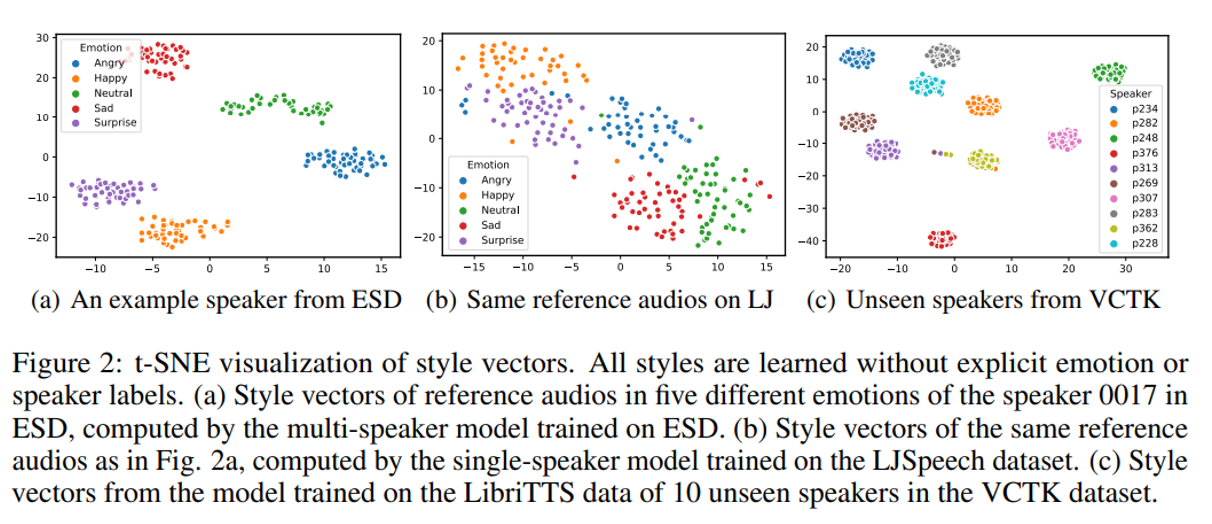 30
20
10
0
−10
−20
−10
−5
0
5
10
15
Emotion
Angry
Happy
Neutral
Sad
Surprise
20
10
0
−10
−20
−15
−10
−5
0
5
10
15
Emotion
Angry
Happy
Neutral
Sad
Surprise
20
10
0
−10
−20
−30
−40
−20
−10
0
10
20
30
Speaker
p234
p282
p248
p376
p313
p269
p307
p283
p362
p228
(a) An example speaker from ESD
(b) Same reference audios on LJ
(c) Unseen speakers from VCTK
Figure 2: t-SNE visualization of style vectors. All styles are learned without explicit emotion or
speaker labels. (a) Style vectors of reference audios in five different emotions of the speaker 0017 in
ESD, computed by the multi-speaker model trained on ESD. (b) Style vectors of the same reference
audios as in Fig. 2a, computed by the single-speaker model trained on the LJSpeech dataset. (c) Style
vectors from the model trained on the LibriTTS data of 10 unseen speakers in the VCTK dataset.